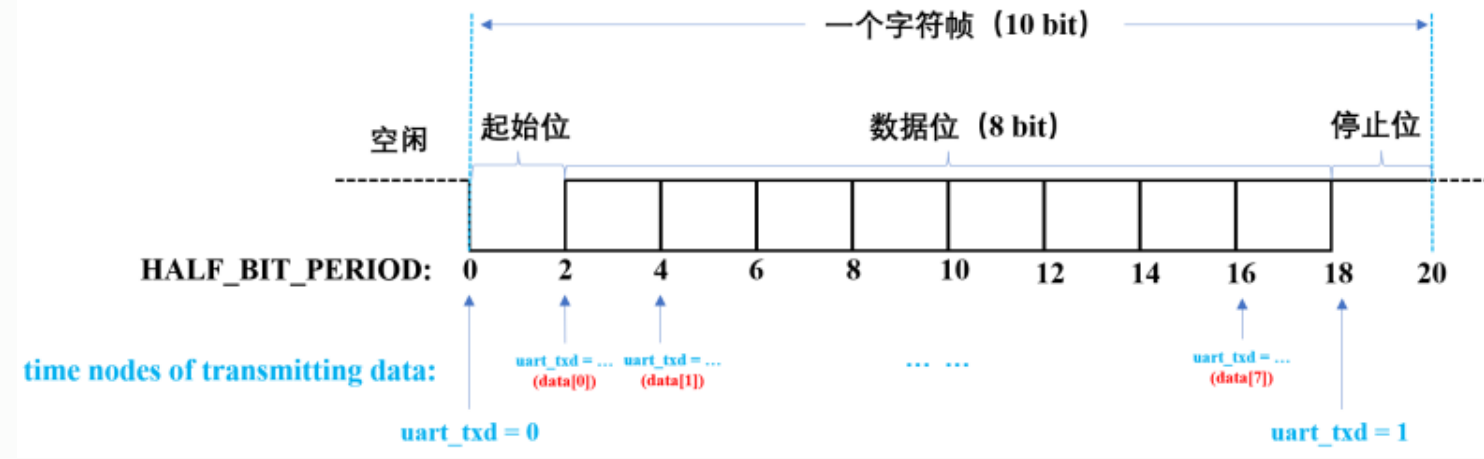 一个字符帧（10 bit）
空闲
起始位
数据位（8 bit）
停止位
HALF_BIT_PERIOD: 0 2 4 6 8 10 12 14 16 18 20
time nodes of transmitting data:
uart_txd = ...
(data[0])
uart_txd = ...
(data[1])
... ...
uart_txd = ...
(data[7])
uart_txd = 0
uart_txd = 1